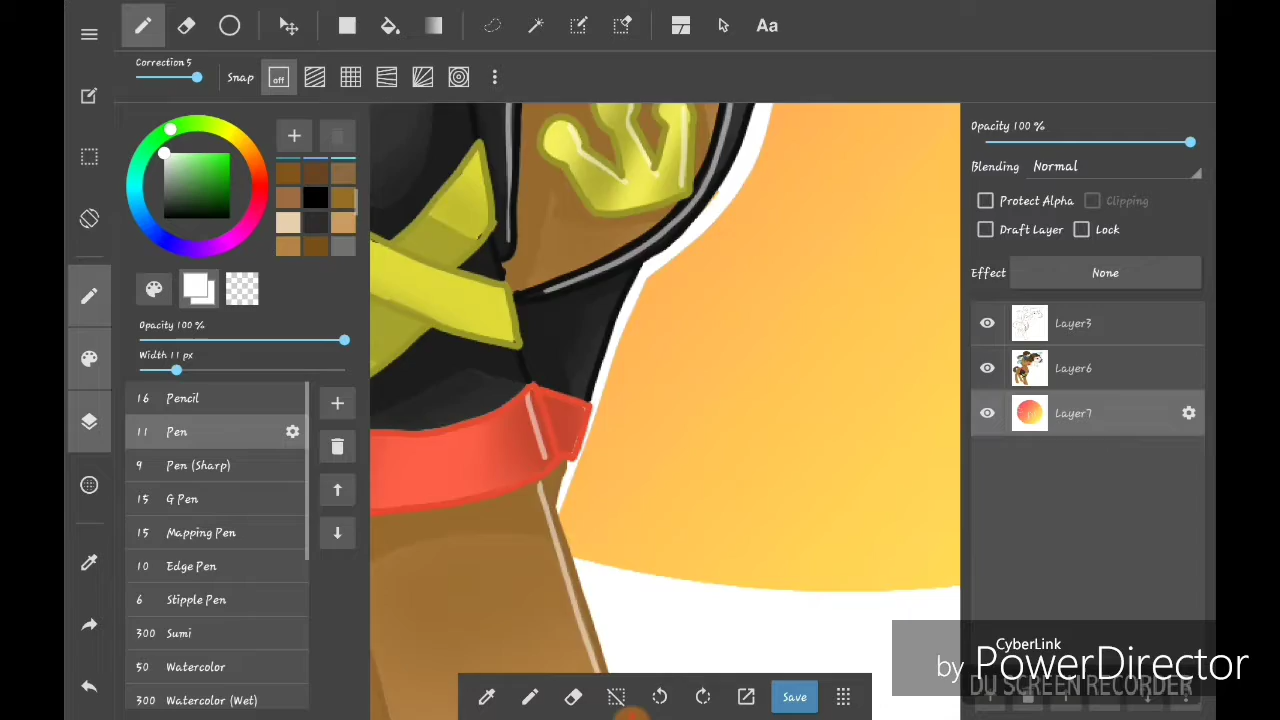 Aa
Correction 5
Snap
off
Opacity 100 %
Width 11 px
16 Pencil
11 Pen
9 Pen (Sharp)
15 G Pen
15 Mapping Pen
10 Edge Pen
6 Stipple Pen
300 Sumi
50 Watercolor
300 Watercolor (Wet)
Save
Opacity 100 %
Blending Normal
Protect Alpha
Clipping
Draft Layer
Lock
Effect None
Layer3
Layer6
Layer7
CyberLink
by PowerDirector
DU SCREEN RECORDER